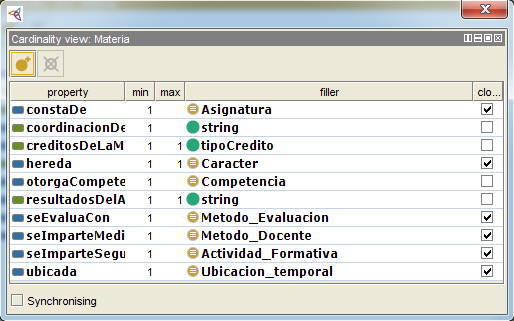 Cardinality view: Materia
property min max filler clo...
constaDe 1 Asignatura
coordinacionDe 1 string
creditosDeLaM 1 1 tipoCredito
hereda 1 1 Caracter
otorgaCompete 1 Competencia
resultadosDelA 1 1 string
seEvaluaCon 1 Metodo_Evaluacion
seImparteMedi 1 Metodo_Docente
seImparteSegu 1 Actividad_Formativa
ubicada 1 Ubicacion_temporal
Synchronising